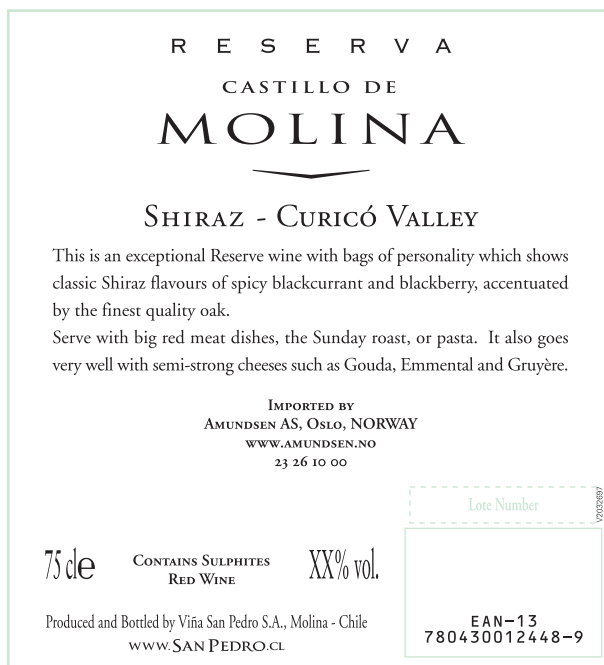 RESERVA
CASTILLO DE
MOLINA
SHIRAZ - CURICÓ VALLEY
This is an exceptional Reserve wine with bags of personality which shows
classic Shiraz flavours of spicy blackcurrant and blackberry, accentuated
by the finest quality oak.
Serve with big red meat dishes, the Sunday roast, or pasta. It also goes
very well with semi-strong cheeses such as Gouda, Emmental and Gruyère.
IMPORTED BY
AMUNDSEN AS, OSLO, NORWAY
WWW.AMUNDSEN.NO
23 26 10 00
Lote Number
V2032697
75 cl℮
CONTAINS SULPHITES
RED WINE
XX% vol.
Produced and Bottled by Viña San Pedro S.A., Molina - Chile
WWW.SANPEDRO.CL
EAN-13
780430012448-9